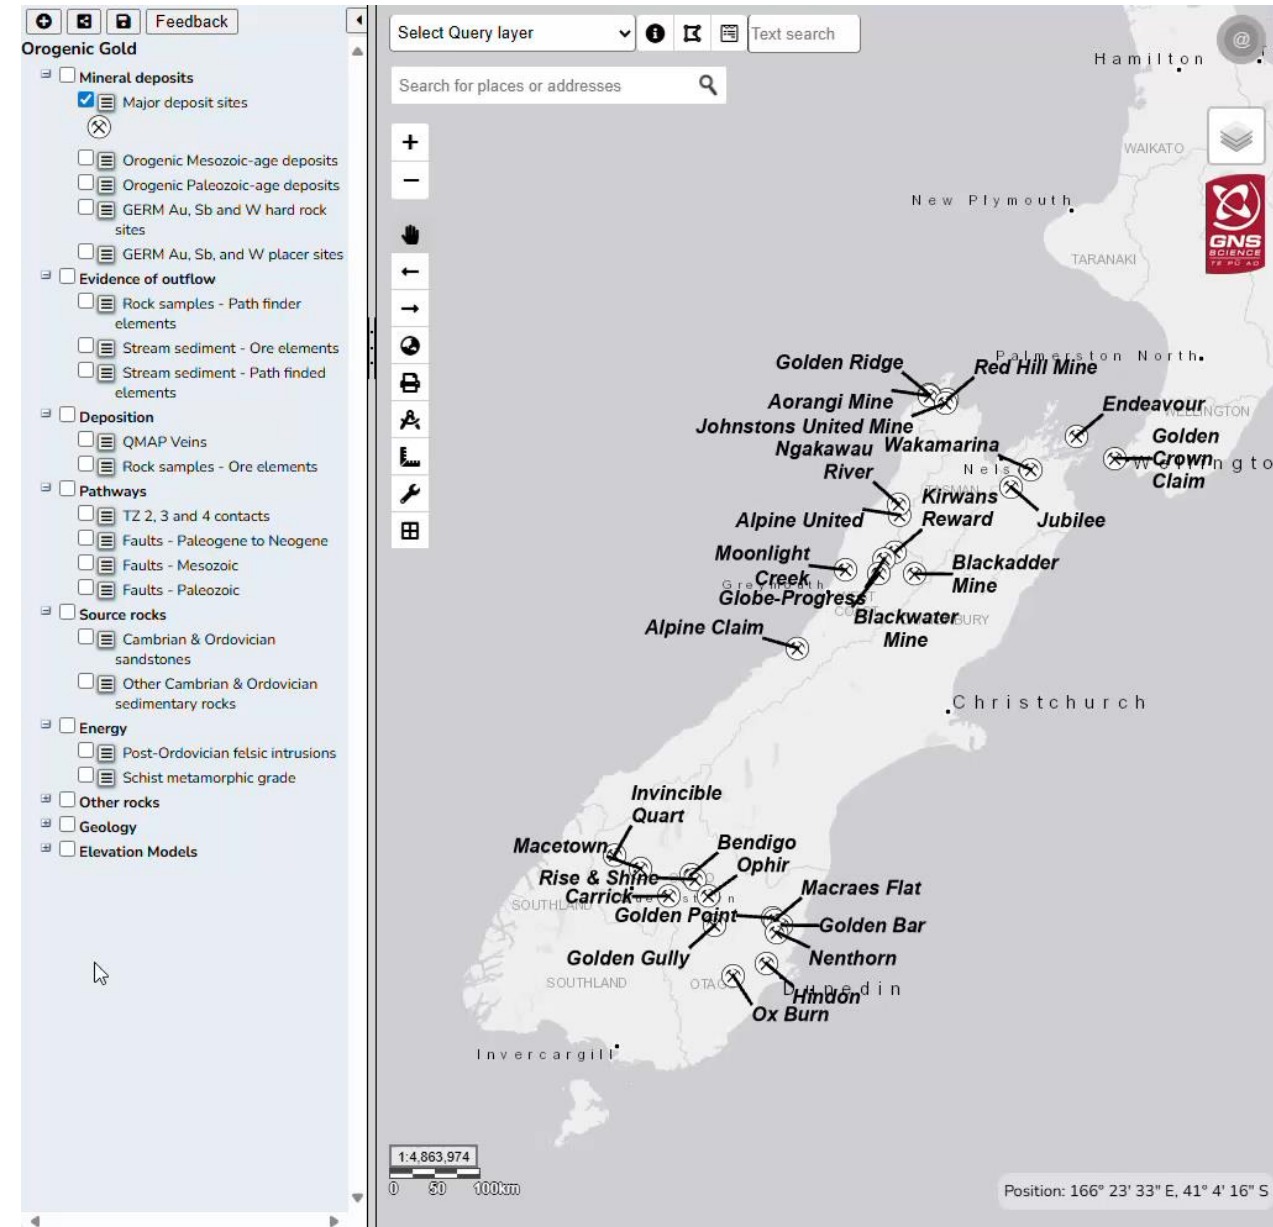 Feedback
Orogenic Gold
Mineral deposits
Major deposit sites
Orogenic Mesozoic-age deposits
Orogenic Paleozoic-age deposits
GERM Au, Sb and W hard rock
sites
GERM Au, Sb, and W placer sites
Evidence of outflow
Rock samples - Path finder
elements
Stream sediment - Ore elements
Stream sediment - Path finded
elements
Deposition
QMAP Veins
Rock samples - Ore elements
Pathways
TZ 2, 3 and 4 contacts
Faults - Paleogene to Neogene
Faults - Mesozoic
Faults - Paleozoic
Source rocks
Cambrian & Ordovician
sandstones
Other Cambrian & Ordovician
sedimentary rocks
Energy
Post-Ordovician felsic intrusions
Schist metamorphic grade
Other rocks
Geology
Elevation Models
Select Query layer
Text search
Search for places or addresses
@
Hamilton
WAIKATO
New Plymouth
GNS
SCIENCE
TE PŪ AO
TARANAKI
Palmerston North
Golden Ridge
Red Hill Mine
Aorangi Mine
Johnstons United Mine
Endeavour
WELLINGTON
Ngakawau
River
Wakamarina
Golden
Crown
Claim
TASMAN
Kirwans
Reward
Alpine United
Jubilee
Moonlight
Creek
Blackadder
Mine
Greymouth
Globe-Progress
Blackwater
Mine
Alpine Claim
Christchurch
Invincible
Quart
Macetown
Bendigo
Ophir
Rise & Shine
Carrick
Macraes Flat
SOUTHLAND
Golden Point
Golden Bar
Golden Gully
Nenthorn
SOUTHLAND
Dunedin
Hindon
Ox Burn
Invercargill
1:4,863,974
0 50 100km
Position: 166° 23' 33" E, 41° 4' 16" S